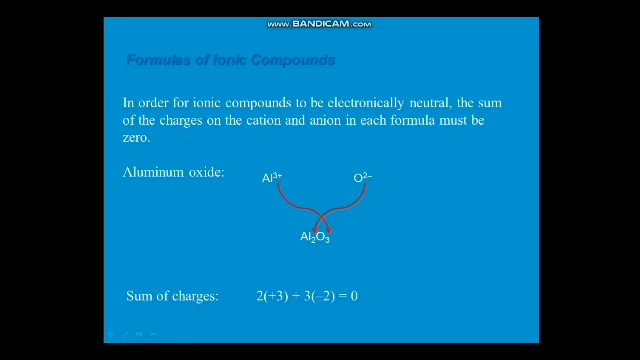 www.BANDICAM.com
Formulas of Ionic Compounds
In order for ionic compounds to be electronically neutral, the sum
of the charges on the cation and anion in each formula must be
zero.
Aluminum oxide:
Al³⁺ O²⁻
Al₂O₃
Sum of charges: 2(+3) + 3(–2) = 0